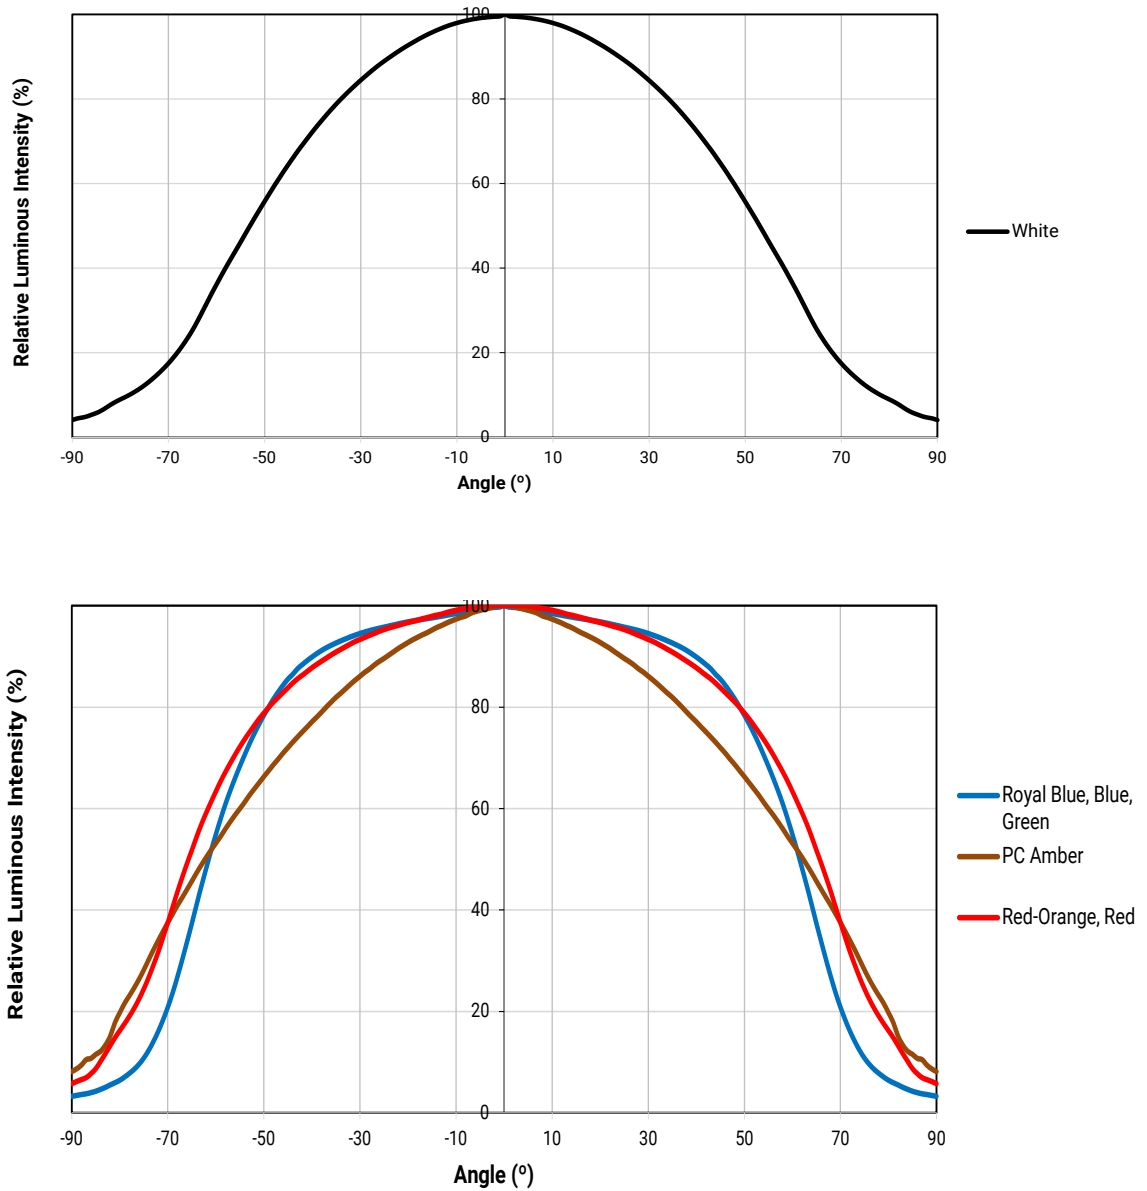 100
80
60
40
20
0
Relative Luminous Intensity (%)
-90 -70 -50 -30 -10 10 30 50 70 90
Angle (º)
White
100
80
60
40
20
0
Relative Luminous Intensity (%)
-90 -70 -50 -30 -10 10 30 50 70 90
Angle (º)
Royal Blue, Blue,
Green
PC Amber
Red-Orange, Red